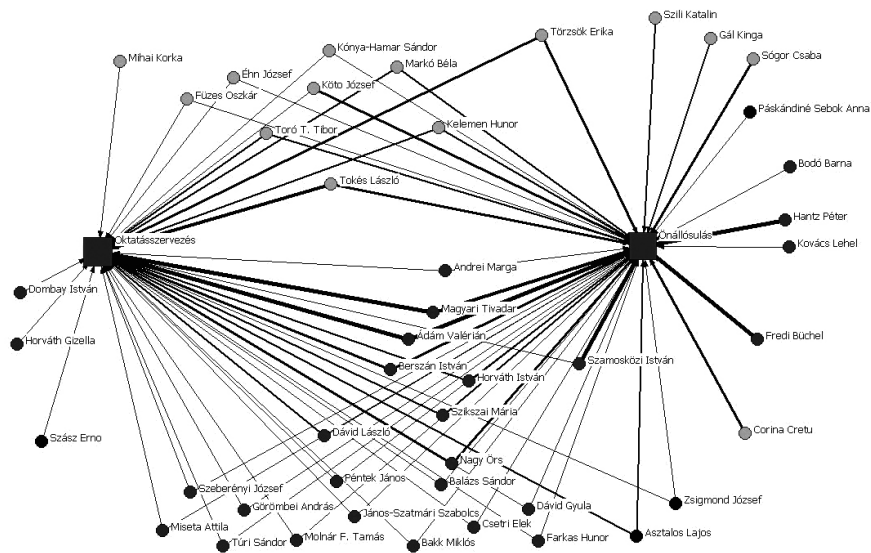 Szili Katalin
Törzsök Erika
Gál Kinga
Kónya-Hamar Sándor
Mihai Korka
Sógor Csaba
Markó Béla
Éhn József
Köto József
Füzes Oszkár
Páskándiné Sebok Anna
Kelemen Hunor
Toró T. Tibor
Bodó Barna
Tokés László
Hantz Péter
Önállósulás
Oktatásszervezés
Kovács Lehel
Andrei Marga
Dombay István
Magyari Tivadar
Ádám Valérián
Fredi Büchel
Horváth Gizella
Szamosközi István
Berszán István
Horváth István
Szikszai Mária
Dávid László
Corina Cretu
Szász Erno
Nagy Örs
Péntek János
Balázs Sándor
Szeberényi József
Zsigmond József
Görömbei András
Dávid Gyula
János-Szatmári Szabolcs
Miseta Attila
Csetri Elek
Asztalos Lajos
Molnár F. Tamás
Farkas Hunor
Túri Sándor
Bakk Miklós